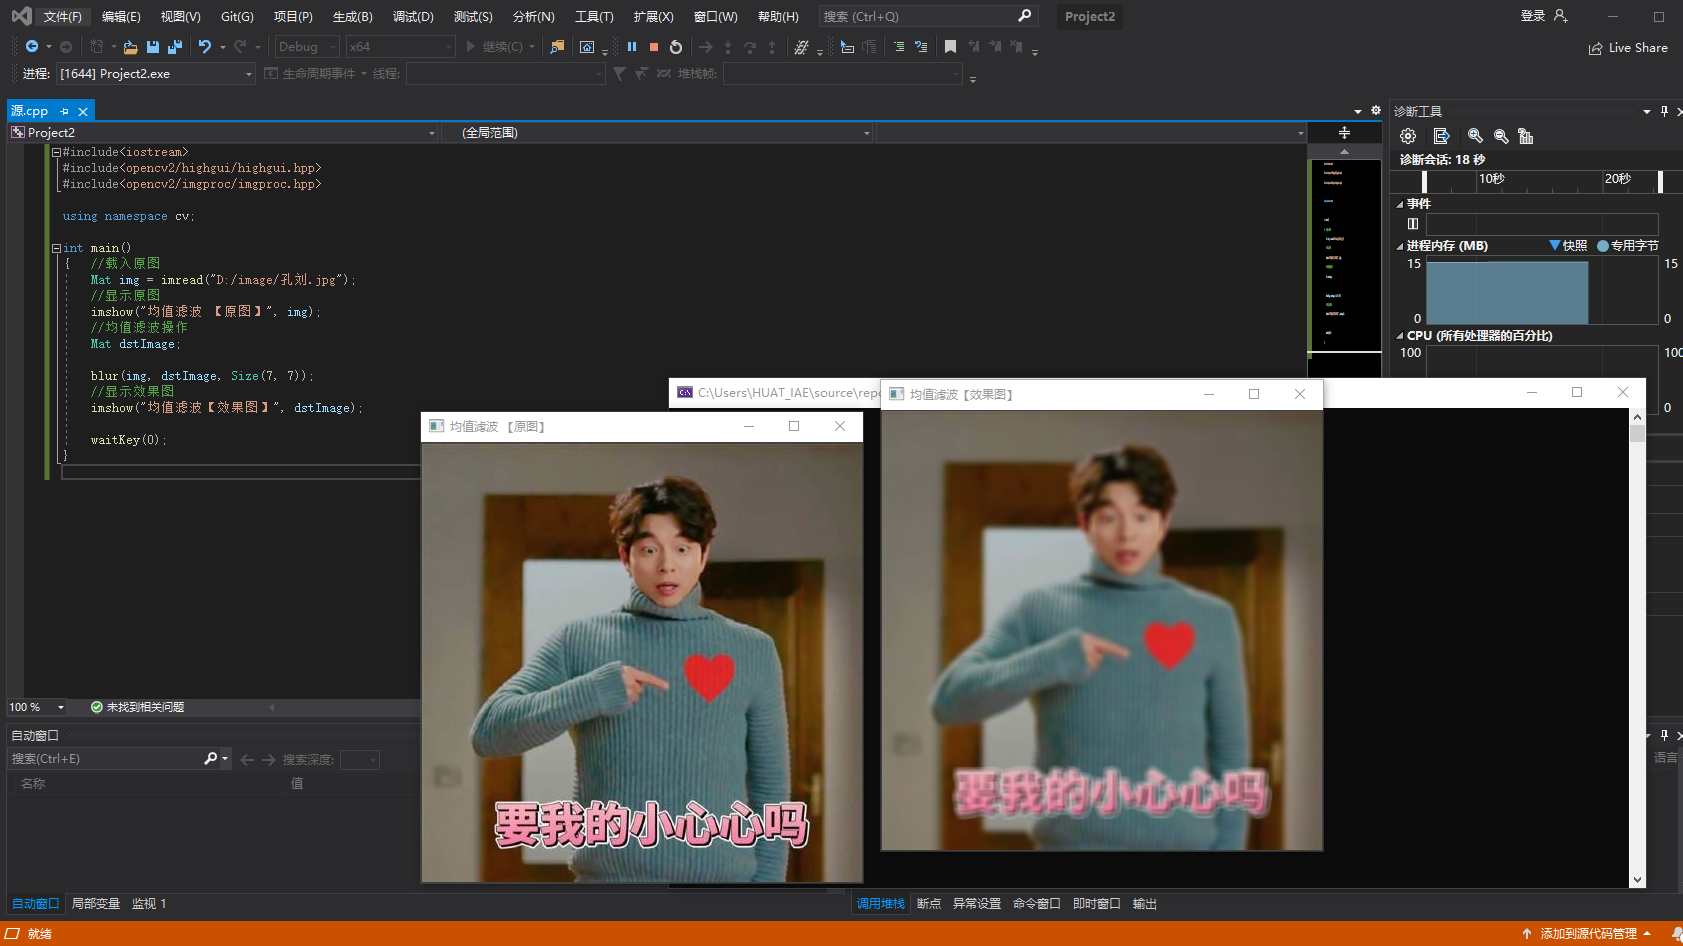 文件(F) 编辑(E) 视图(V) Git(G) 项目(P) 生成(B) 调试(D) 测试(S) 分析(N) 工具(T) 扩展(X) 窗口(W) 帮助(H) 搜索 (Ctrl+Q) Project2 登录
Debug x64 继续(C) Live Share
进程: [1644] Project2.exe 生命周期事件 线程: 堆栈帧:
源.cpp
Project2 (全局范围)
#include<iostream>
#include<opencv2/highgui/highgui.hpp>
#include<opencv2/imgproc/imgproc.hpp>
using namespace cv;
int main()
{ //载入原图
Mat img = imread("D:/image/孔刘.jpg");
//显示原图
imshow("均值滤波 【原图】", img);
//均值滤波操作
Mat dstImage;
blur(img, dstImage, Size(7, 7));
//显示效果图
imshow("均值滤波【效果图】", dstImage);
waitKey(0);
}
诊断工具
诊断会话: 18 秒
10秒 20秒
事件
进程内存 (MB) 快照 专用字节
15 15
0 0
CPU (所有处理器的百分比)
100 100
0
C:\Users\HUAT_IAE\source\repo
均值滤波【效果图】
要我的小心心吗
均值滤波 【原图】
要我的小心心吗
100 % 未找到相关问题
自动窗口
搜索(Ctrl+E) 搜索深度:
名称 值
语言
自动窗口 局部变量 监视 1
调用堆栈 断点 异常设置 命令窗口 即时窗口 输出
就绪 添加到源代码管理